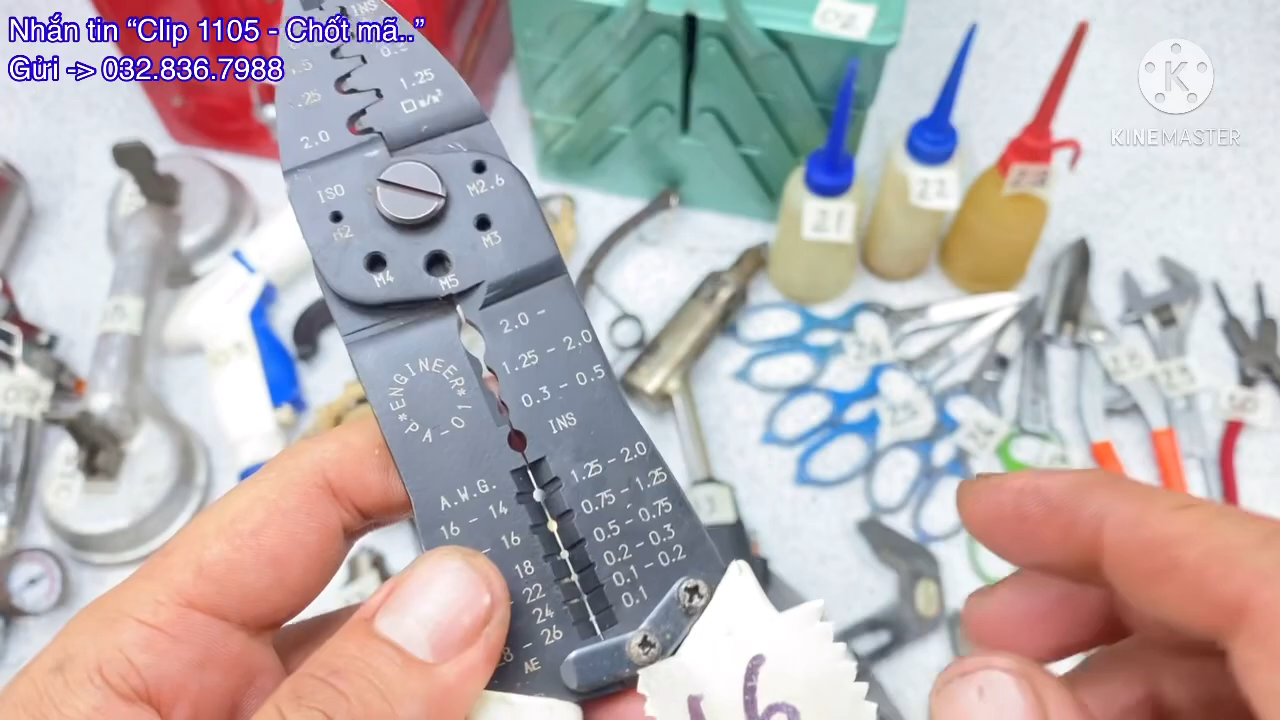 Nhắn tin “Clip 1105 - Chốt mã..”
Gửi -> 032.836.7988
KINEMASTER
INS
1.25
2.0
ISO
M2.6
M3
M4
M5
2.0 -
1.25 - 2.0
0.3 - 0.5
INS
ENGINEER
A.W.G.
16 - 14
- 16
18
22
24
- 26
1.25 - 2.0
0.75 - 1.25
0.5 - 0.75
0.2 - 0.3
0.1 - 0.2
0.1
02
21
22
16